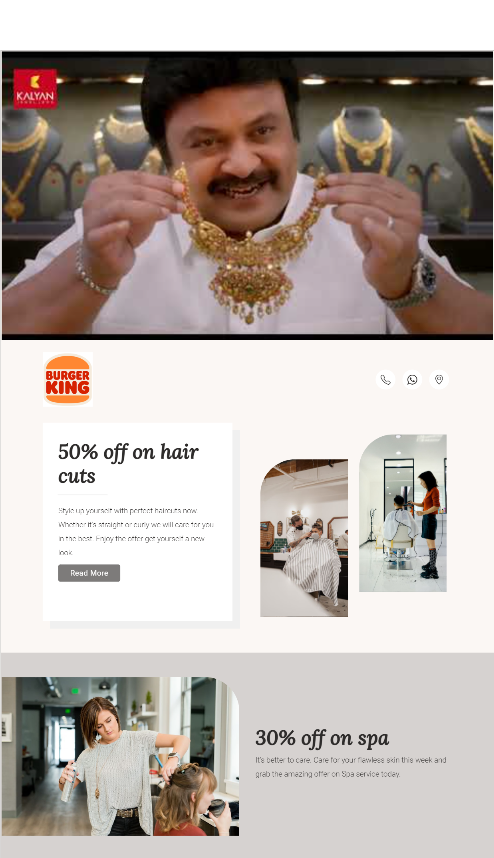 KALYAN
JEWELLERS
BURGER
KING
50% off on hair
cuts
Style up yourself with perfect haircuts now.
Whether it's straight or curly we will care for you
in the best. Enjoy the offer get yourself a new
look.
Read More
30% off on spa
It's better to care. Care for your flawless skin this week and
grab the amazing offer on Spa service today.